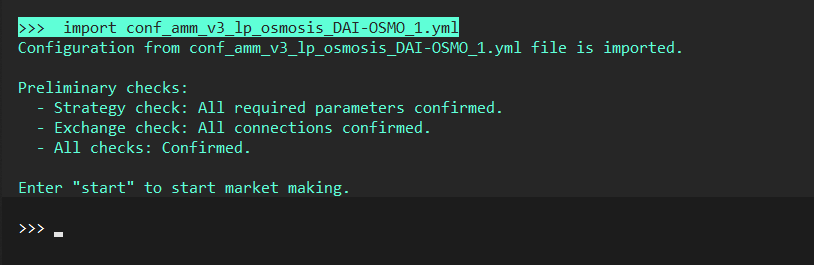 >>>  import conf_amm_v3_lp_osmosis_DAI-OSMO_1.yml
Configuration from conf_amm_v3_lp_osmosis_DAI-OSMO_1.yml file is imported.
Preliminary checks:
- Strategy check: All required parameters confirmed.
- Exchange check: All connections confirmed.
- All checks: Confirmed.
Enter "start" to start market making.
>>> _